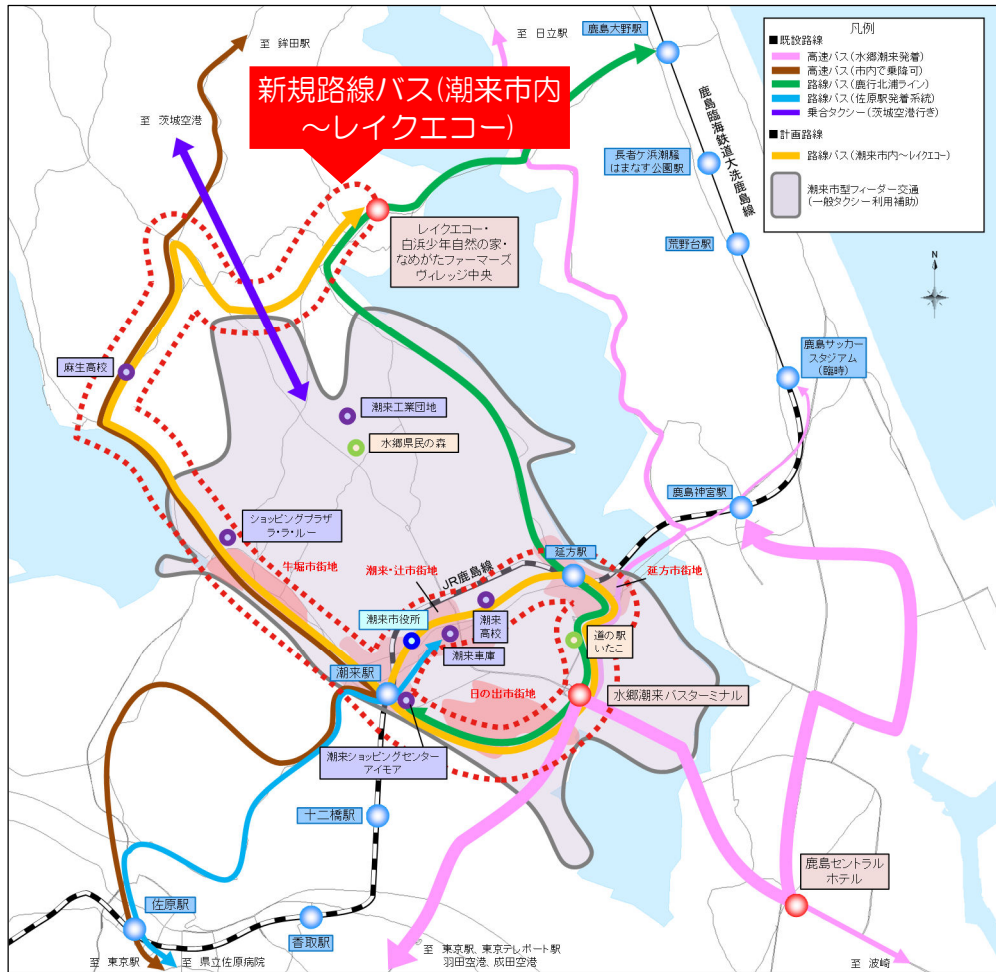 至 鉾田駅
至 日立駅
鹿島大野駅
凡例
■既設路線
高速バス(水郷潮来発着)
高速バス(市内で乗降可)
路線バス(鹿行北浦ライン)
路線バス(佐原駅発着系統)
乗合タクシー(茨城空港行き)
■計画路線
路線バス(潮来市内～レイクエコー)
潮来市型フィーダー交通
(一般タクシー利用補助)
新規路線バス(潮来市内
～レイクエコー)
至 茨城空港
鹿島臨海鉄道大洗鹿島線
長者ケ浜潮騒
はまなす公園駅
荒野台駅
N
レイクエコー・
白浜少年自然の家・
なめがたファーマーズ
ヴィレッジ中央
麻生高校
鹿島サッカー
スタジアム
(臨時)
潮来工業団地
水郷県民の森
鹿島神宮駅
ショッピングプラザ
ラ・ラ・ルー
牛堀市街地
潮来・辻市街地
JR鹿島線
延方駅
延方市街地
潮来市役所
潮来
高校
潮来車庫
道の駅
いたこ
潮来駅
日の出市街地
水郷潮来バスターミナル
潮来ショッピングセンター
アイモア
十二橋駅
鹿島セントラル
ホテル
佐原駅
香取駅
至 東京駅
至 県立佐原病院
至 東京駅、東京テレポート駅
羽田空港、成田空港
至 波崎